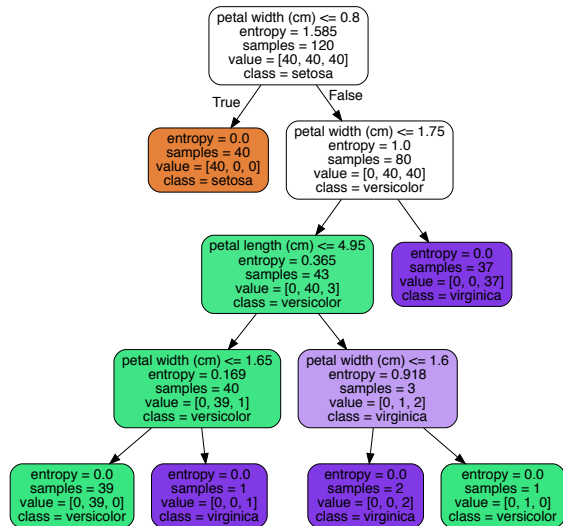 petal width (cm) <= 0.8
entropy = 1.585
samples = 120
value = [40, 40, 40]
class = setosa
True
False
entropy = 0.0
samples = 40
value = [40, 0, 0]
class = setosa
petal width (cm) <= 1.75
entropy = 1.0
samples = 80
value = [0, 40, 40]
class = versicolor
petal length (cm) <= 4.95
entropy = 0.365
samples = 43
value = [0, 40, 3]
class = versicolor
entropy = 0.0
samples = 37
value = [0, 0, 37]
class = virginica
petal width (cm) <= 1.65
entropy = 0.169
samples = 40
value = [0, 39, 1]
class = versicolor
petal width (cm) <= 1.6
entropy = 0.918
samples = 3
value = [0, 1, 2]
class = virginica
entropy = 0.0
samples = 39
value = [0, 39, 0]
class = versicolor
entropy = 0.0
samples = 1
value = [0, 0, 1]
class = virginica
entropy = 0.0
samples = 2
value = [0, 0, 2]
class = virginica
entropy = 0.0
samples = 1
value = [0, 1, 0]
class = versicolor